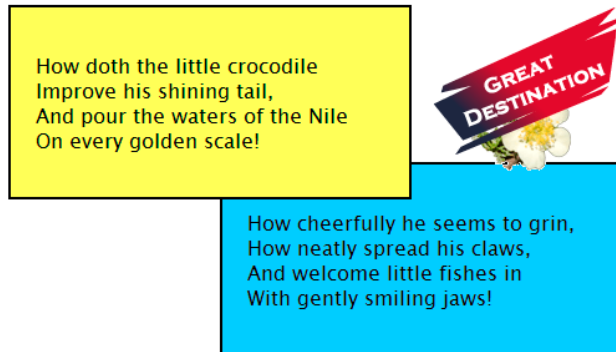 How doth the little crocodile
Improve his shining tail,
And pour the waters of the Nile
On every golden scale!
GREAT
DESTINATION
How cheerfully he seems to grin,
How neatly spread his claws,
And welcome little fishes in
With gently smiling jaws!